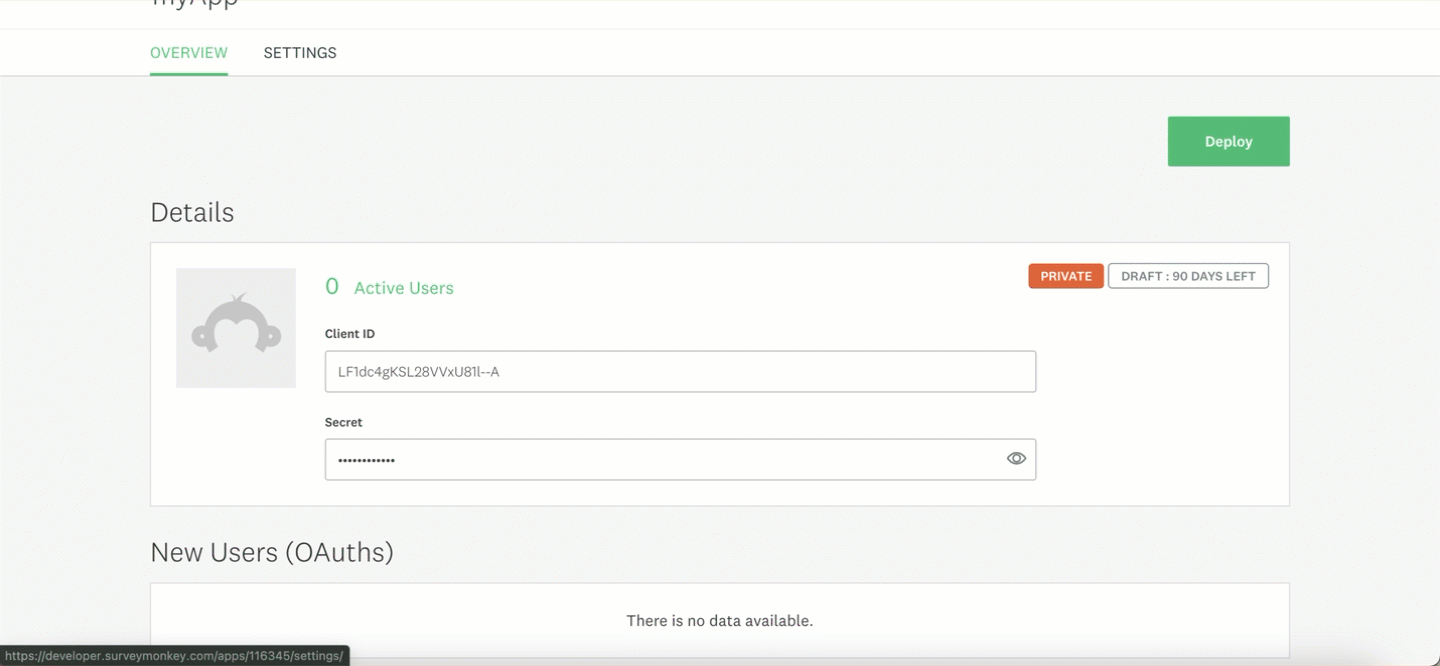 myApp
OVERVIEW SETTINGS
Deploy
Details
0 Active Users
PRIVATE DRAFT : 90 DAYS LEFT
Client ID
LF1dc4gKSL28VVxU81l--A
Secret
••••••••••••
New Users (OAuths)
There is no data available.
https://developer.surveymonkey.com/apps/116345/settings/